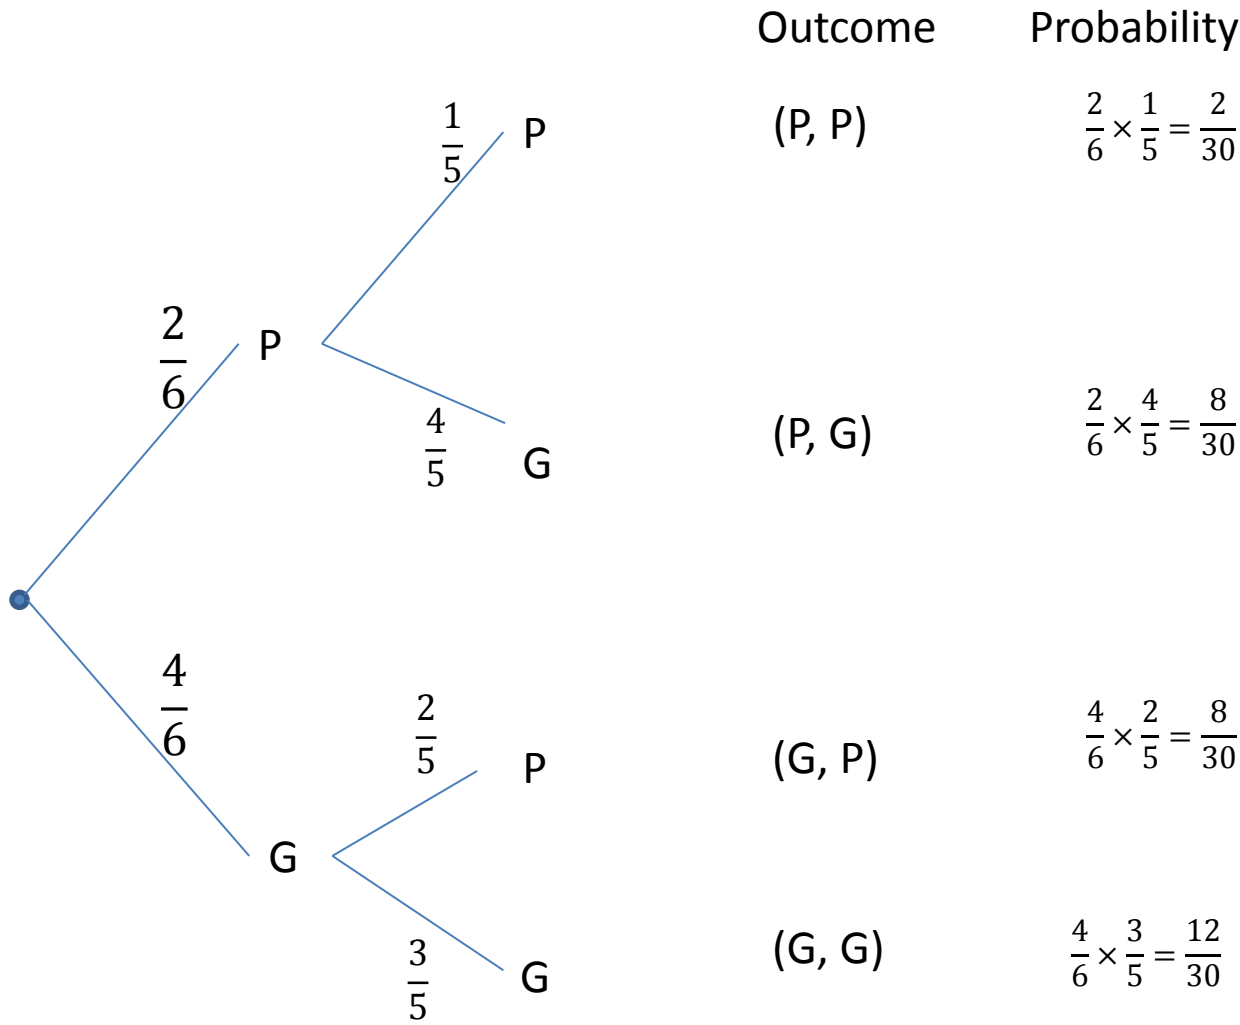 Outcome Probability
1/5 P (P, P) 2/6 × 1/5 = 2/30
2/6 P
4/5 G (P, G) 2/6 × 4/5 = 8/30
4/6
2/5 P (G, P) 4/6 × 2/5 = 8/30
G
3/5 G (G, G) 4/6 × 3/5 = 12/30